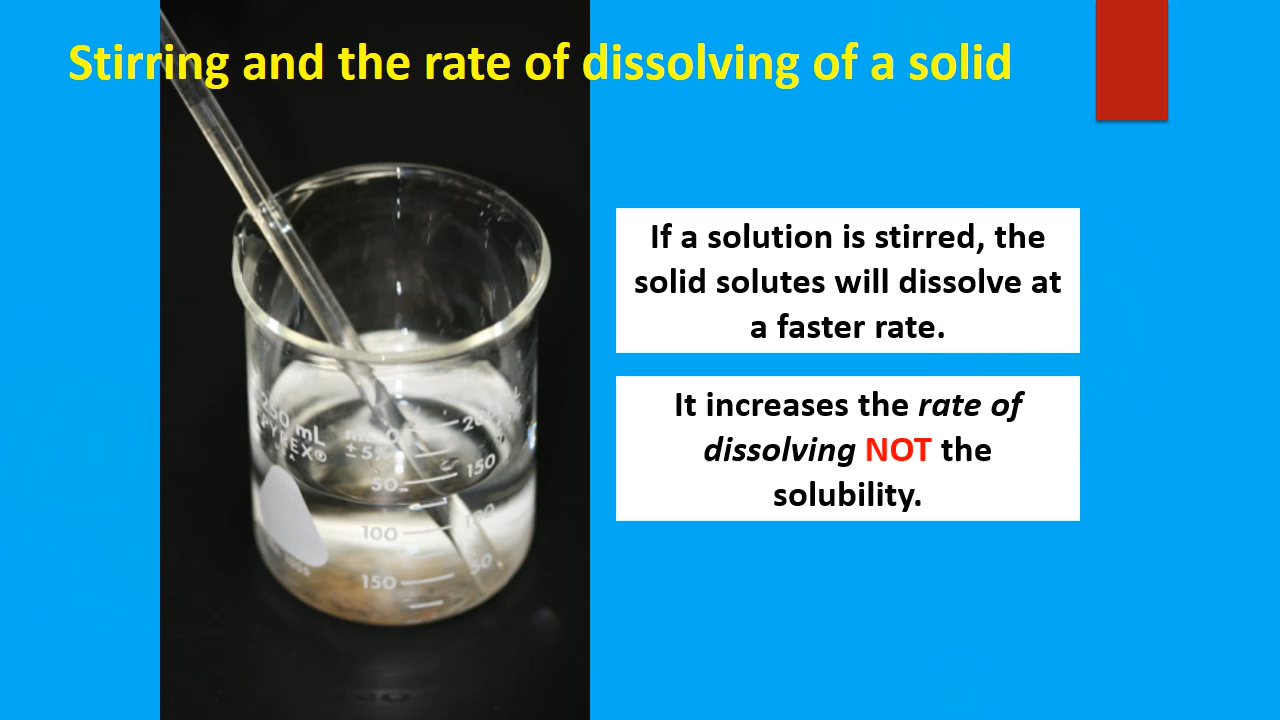 Stirring and the rate of dissolving of a solid
If a solution is stirred, the
solid solutes will dissolve at
a faster rate.
It increases the rate of
dissolving NOT the
solubility.
250 mL
PYREX®
±5%
200
150
50
100
100
50
150